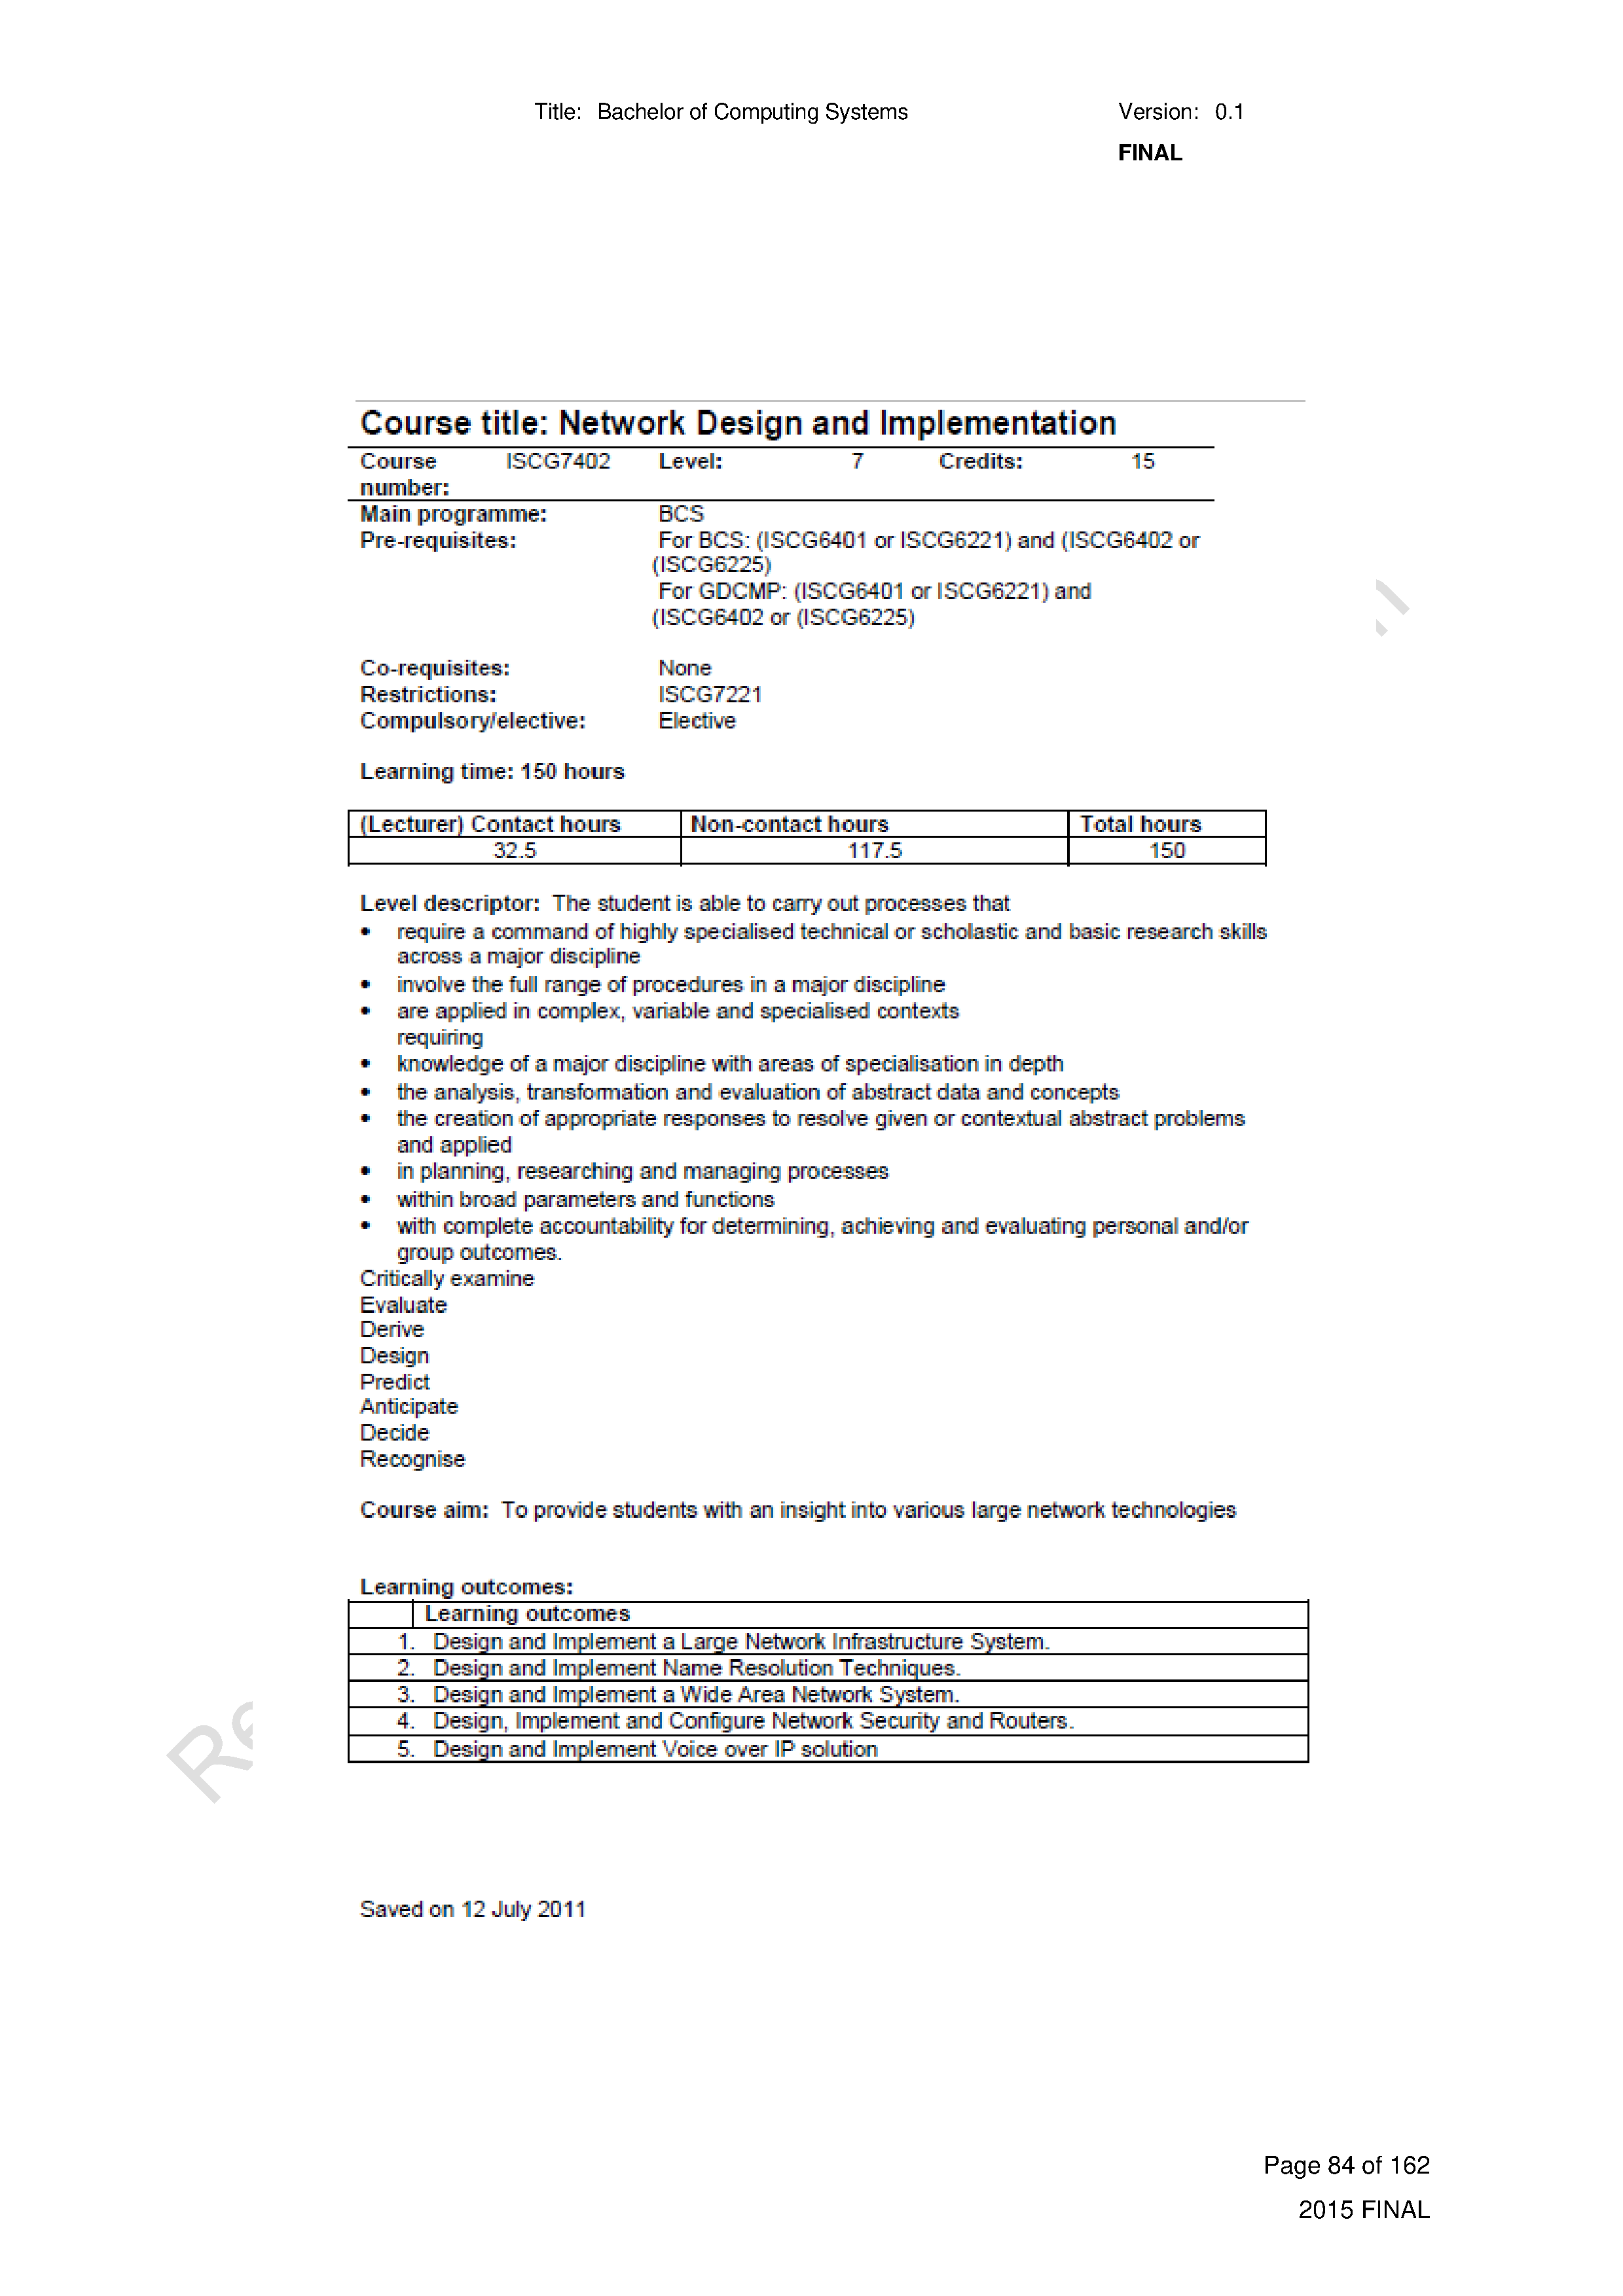 Title: Bachelor of Computing Systems Version: 0.1
FINAL
Course title: Network Design and Implementation
Course ISCG7402 Level: 7 Credits: 15
number:
Main programme: BCS
Pre-requisites: For BCS: (ISCG6401 or ISCG6221) and (ISCG6402 or
(ISCG6225)
For GDCMP: (ISCG6401 or ISCG6221) and
(ISCG6402 or (ISCG6225)
Co-requisites: None
Restrictions: ISCG7221
Compulsory/elective: Elective
Learning time: 150 hours
(Lecturer) Contact hours Non-contact hours Total hours
32.5 117.5 150
Level descriptor: The student is able to carry out processes that
• require a command of highly specialised technical or scholastic and basic research skills
across a major discipline
• involve the full range of procedures in a major discipline
• are applied in complex, variable and specialised contexts
requiring
• knowledge of a major discipline with areas of specialisation in depth
• the analysis, transformation and evaluation of abstract data and concepts
• the creation of appropriate responses to resolve given or contextual abstract problems
and applied
• in planning, researching and managing processes
• within broad parameters and functions
• with complete accountability for determining, achieving and evaluating personal and/or
group outcomes.
Critically examine
Evaluate
Derive
Design
Predict
Anticipate
Decide
Recognise
Course aim: To provide students with an insight into various large network technologies
Learning outcomes:
Learning outcomes
1. Design and Implement a Large Network Infrastructure System.
2. Design and Implement Name Resolution Techniques.
3. Design and Implement a Wide Area Network System.
4. Design, Implement and Configure Network Security and Routers.
5. Design and Implement Voice over IP solution
Saved on 12 July 2011
Page 84 of 162
2015 FINAL